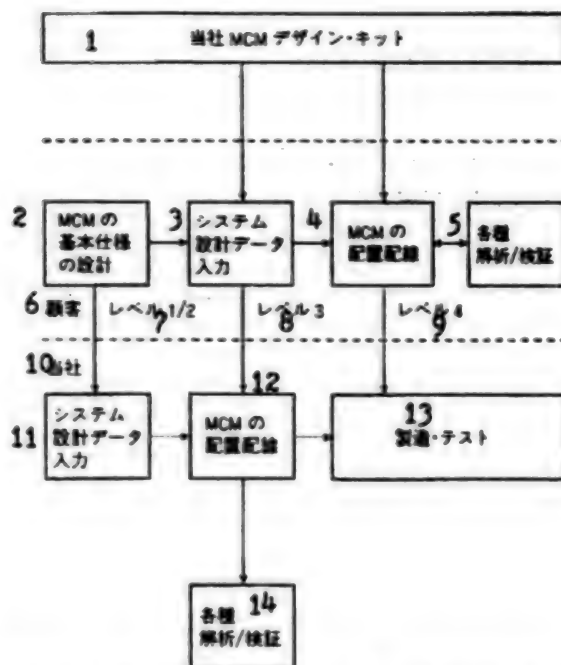 1 当社 MCM デザイン・キット
2 MCM の
基本仕様
の設計
3 システム
設計データ
入力
4 MCM の
配置配線
5 各種
解析/検証
6 顧客
レベル 1/2
7
レベル 3
8
レベル 4
9
10 当社
11 システム
設計データ
入力
12
MCM の
配置配線
13
製造・テスト
14
各種
解析/検証